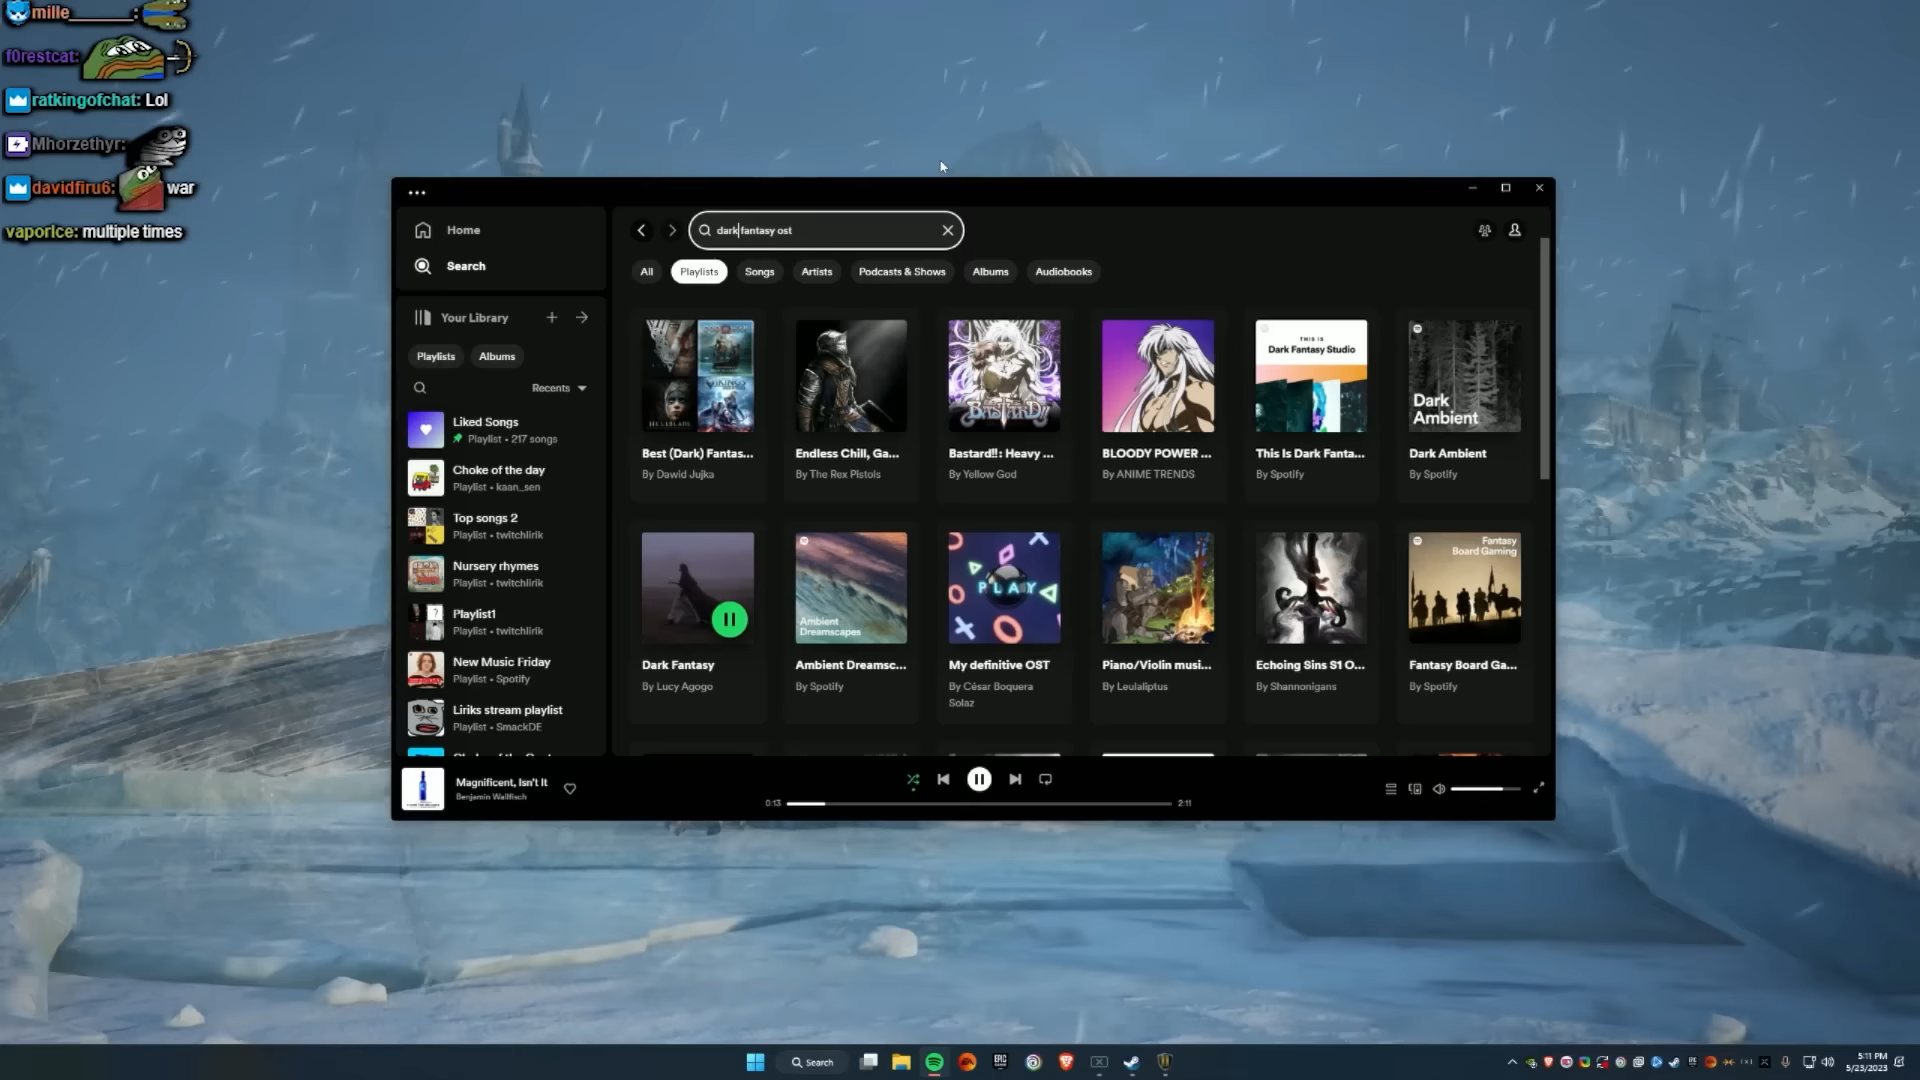 mille______:
f0restcat:
ratkingofchat: Lol
Mhorzethyr:
davidfiru6: war
vaporIce: multiple times
Home
Search
dark fantasy ost
All
Playlists
Songs
Artists
Podcasts & Shows
Albums
Audiobooks
Your Library
Playlists
Albums
Recents
Liked Songs
Playlist • 217 songs
Choke of the day
Playlist • kaan_sen
Top songs 2
Playlist • twitchlirik
Nursery rhymes
Playlist • twitchlirik
Playlist1
Playlist • twitchlirik
New Music Friday
Playlist • Spotify
Liriks stream playlist
Playlist • SmackDE
HELLBLADE
VIKINGS
BASTARD!!
THIS IS
Dark Fantasy Studio
Dark
Ambient
Best (Dark) Fantas...
By Dawid Jujka
Endless Chill, Ga...
By The Rex Pistols
Bastard!!: Heavy ...
By Yellow God
BLOODY POWER ...
By ANIME TRENDS
This Is Dark Fanta...
By Spotify
Dark Ambient
By Spotify
Ambient
Dreamscapes
PLAY
Fantasy
Board Gaming
Dark Fantasy
By Lucy Agogo
Ambient Dreamsc...
By Spotify
My definitive OST
By César Boquera
Solaz
Piano/Violin musi...
By Leulaliptus
Echoing Sins S1 O...
By Shannonigans
Fantasy Board Ga...
By Spotify
Magnificent, Isn't It
Benjamin Wallfisch
0:13
2:11
Search
EPIC
5:11 PM
5/23/2023